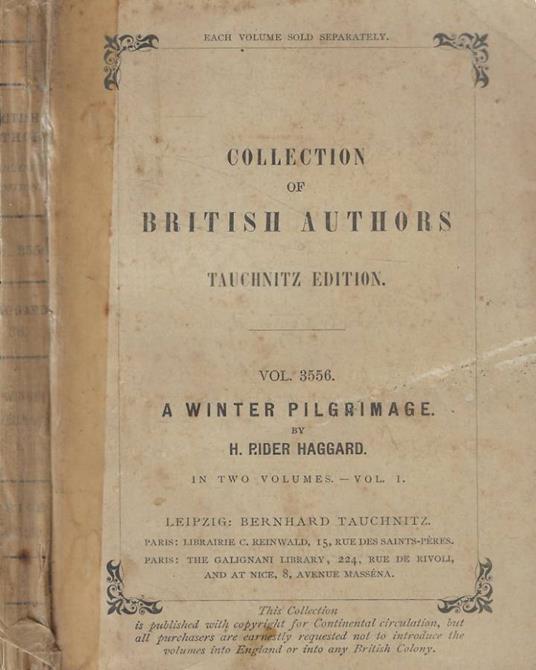 EACH VOLUME SOLD SEPARATELY.
COLLECTION
OF
BRITISH AUTHORS
TAUCHNITZ EDITION.
VOL. 3556.
A WINTER PILGRIMAGE.
BY
H. RIDER HAGGARD.
IN TWO VOLUMES. — VOL. 1.
LEIPZIG: BERNHARD TAUCHNITZ.
PARIS: LIBRAIRIE C. REINWALD, 15, RUE DES SAINTS-PÈRES.
PARIS: THE GALIGNANI LIBRARY, 224, RUE DE RIVOLI,
AND AT NICE, 8, AVENUE MASSÉNA.
This Collection
is published with copyright for Continental circulation, but
all purchasers are earnestly requested not to introduce the
volumes into England or into any British Colony.